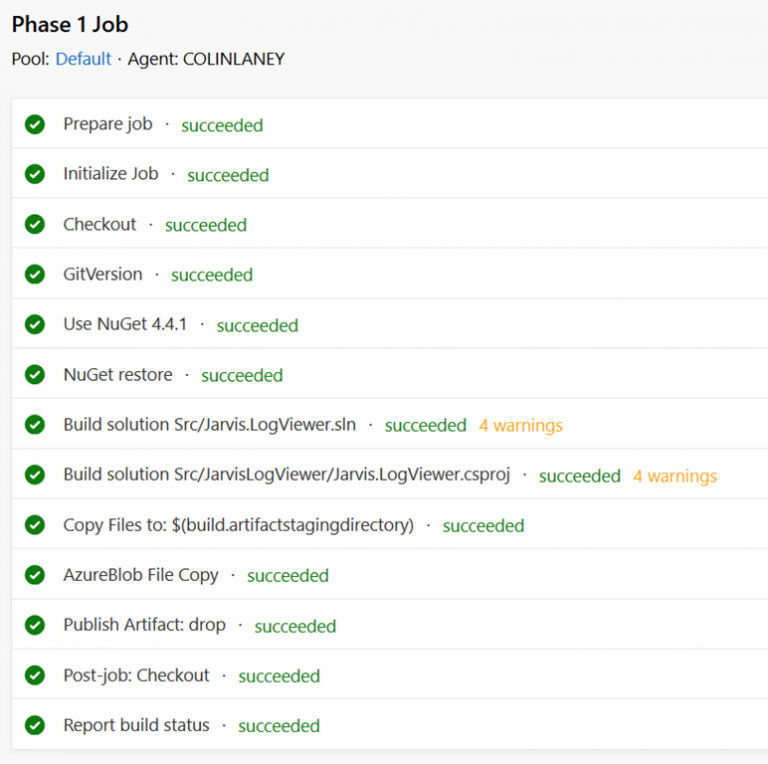 Phase 1 Job
Pool: Default · Agent: COLINLANEY
Prepare job · succeeded
Initialize Job · succeeded
Checkout · succeeded
GitVersion · succeeded
Use NuGet 4.4.1 · succeeded
NuGet restore · succeeded
Build solution Src/Jarvis.LogViewer.sln · succeeded 4 warnings
Build solution Src/JarvisLogViewer/Jarvis.LogViewer.csproj · succeeded 4 warnings
Copy Files to: $(build.artifactstagingdirectory) · succeeded
AzureBlob File Copy · succeeded
Publish Artifact: drop · succeeded
Post-job: Checkout · succeeded
Report build status · succeeded